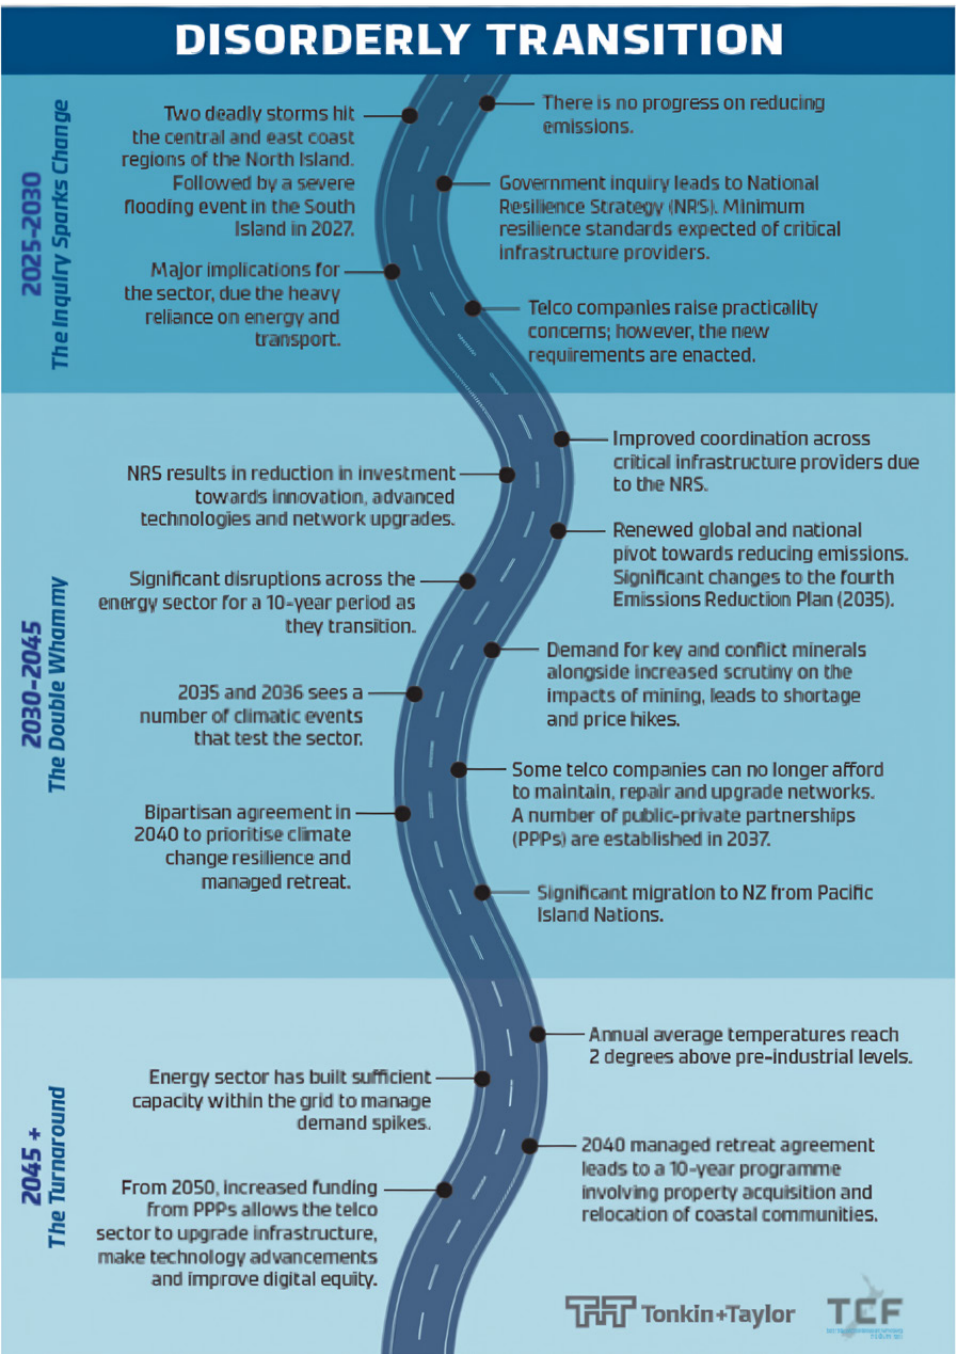 DISORDERLY TRANSITION
2025-2030
The Inquiry Sparks Change
Two deadly storms hit
the central and east coast
regions of the North Island.
Followed by a severe
flooding event in the South
Island in 2027.
There is no progress on reducing
emissions.
Government inquiry leads to National
Resilience Strategy (NRS). Minimum
resilience standards expected of critical
infrastructure providers.
Major implications for
the sector, due the heavy
reliance on energy and
transport.
Telco companies raise practicality
concerns; however, the new
requirements are enacted.
2030-2045
The Double Whammy
Improved coordination across
critical infrastructure providers due
to the NRS.
NRS results in reduction in investment
towards innovation, advanced
technologies and network upgrades.
Renewed global and national
pivot towards reducing emissions.
Significant changes to the fourth
Emissions Reduction Plan (2035).
Significant disruptions across the
energy sector for a 10-year period as
they transition.
Demand for key and conflict minerals
alongside increased scrutiny on the
impacts of mining, leads to shortage
and price hikes.
2035 and 2036 sees a
number of climatic events
that test the sector.
Some telco companies can no longer afford
to maintain, repair and upgrade networks.
A number of public-private partnerships
(PPPs) are established in 2037.
Bipartisan agreement in
2040 to prioritise climate
change resilience and
managed retreat.
Significant migration to NZ from Pacific
Island Nations.
2045 +
The Turnaround
Annual average temperatures reach
2 degrees above pre-industrial levels.
Energy sector has built sufficient
capacity within the grid to manage
demand spikes.
2040 managed retreat agreement
leads to a 10-year programme
involving property acquisition and
relocation of coastal communities.
From 2050, increased funding
from PPPs allows the telco
sector to upgrade infrastructure,
make technology advancements
and improve digital equity.
Tonkin+Taylor
TCF